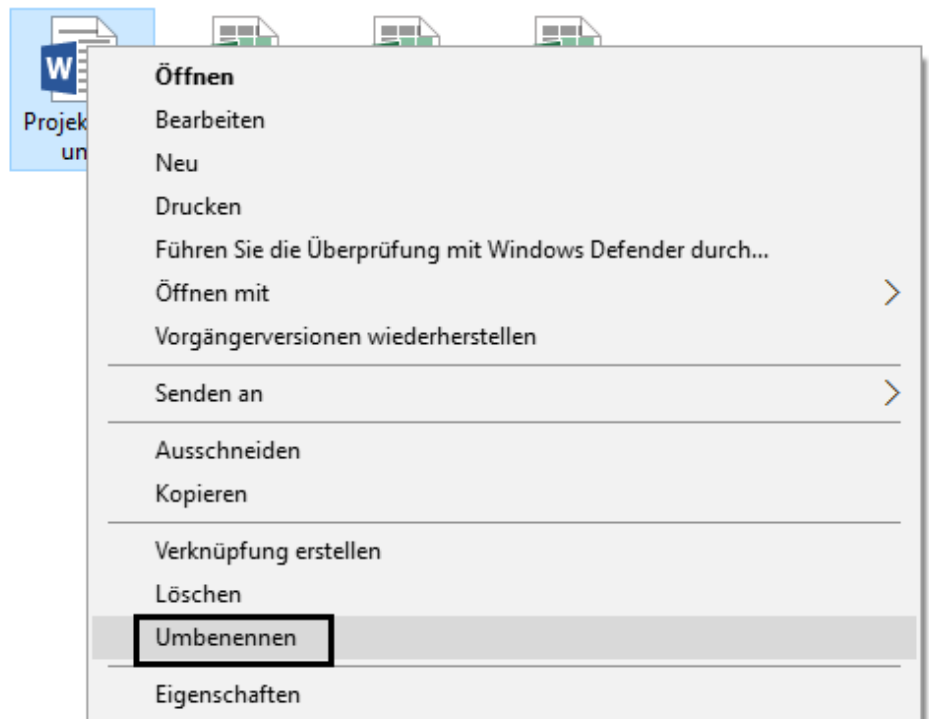 W
Projek
un
Öffnen
Bearbeiten
Neu
Drucken
Führen Sie die Überprüfung mit Windows Defender durch...
Öffnen mit
Vorgängerversionen wiederherstellen
Senden an
Ausschneiden
Kopieren
Verknüpfung erstellen
Löschen
Umbenennen
Eigenschaften